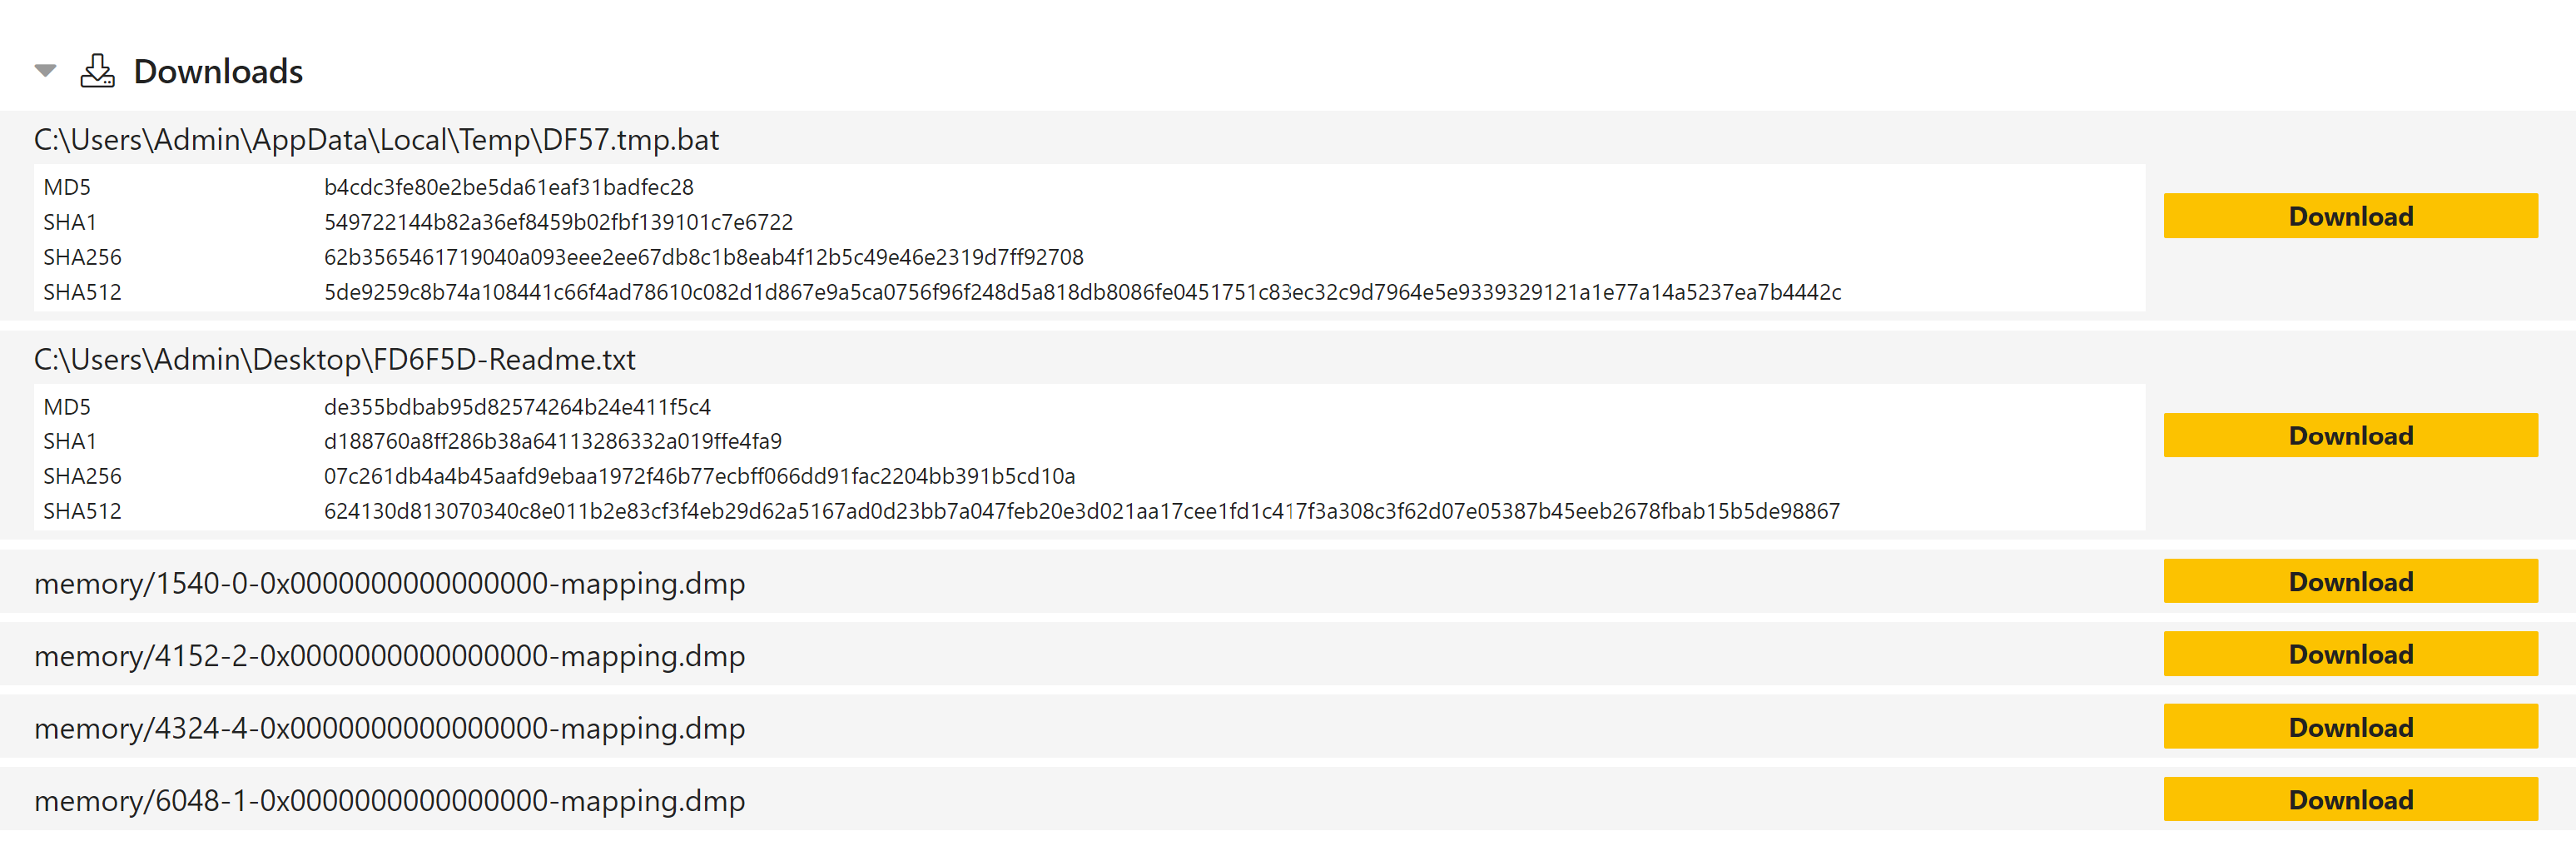 Downloads
C:\Users\Admin\AppData\Local\Temp\DF57.tmp.bat
MD5 b4cdc3fe80e2be5da61eaf31badfec28
SHA1 549722144b82a36ef8459b02fbf139101c7e6722
SHA256 62b3565461719040a093eee2ee67db8c1b8eab4f12b5c49e46e2319d7ff92708
SHA512 5de9259c8b74a108441c66f4ad78610c082d1d867e9a5ca0756f96f248d5a818db8086fe0451751c83ec32c9d7964e5e9339329121a1e77a14a5237ea7b4442c
Download
C:\Users\Admin\Desktop\FD6F5D-Readme.txt
MD5 de355bdbab95d82574264b24e411f5c4
SHA1 d188760a8ff286b38a64113286332a019ffe4fa9
SHA256 07c261db4a4b45aafd9ebaa1972f46b77ecbff066dd91fac2204bb391b5cd10a
SHA512 624130d813070340c8e011b2e83cf3f4eb29d62a5167ad0d23bb7a047feb20e3d021aa17cee1fd1c417f3a308c3f62d07e05387b45eeb2678fbab15b5de98867
Download
memory/1540-0-0x0000000000000000-mapping.dmp
Download
memory/4152-2-0x0000000000000000-mapping.dmp
Download
memory/4324-4-0x0000000000000000-mapping.dmp
Download
memory/6048-1-0x0000000000000000-mapping.dmp
Download